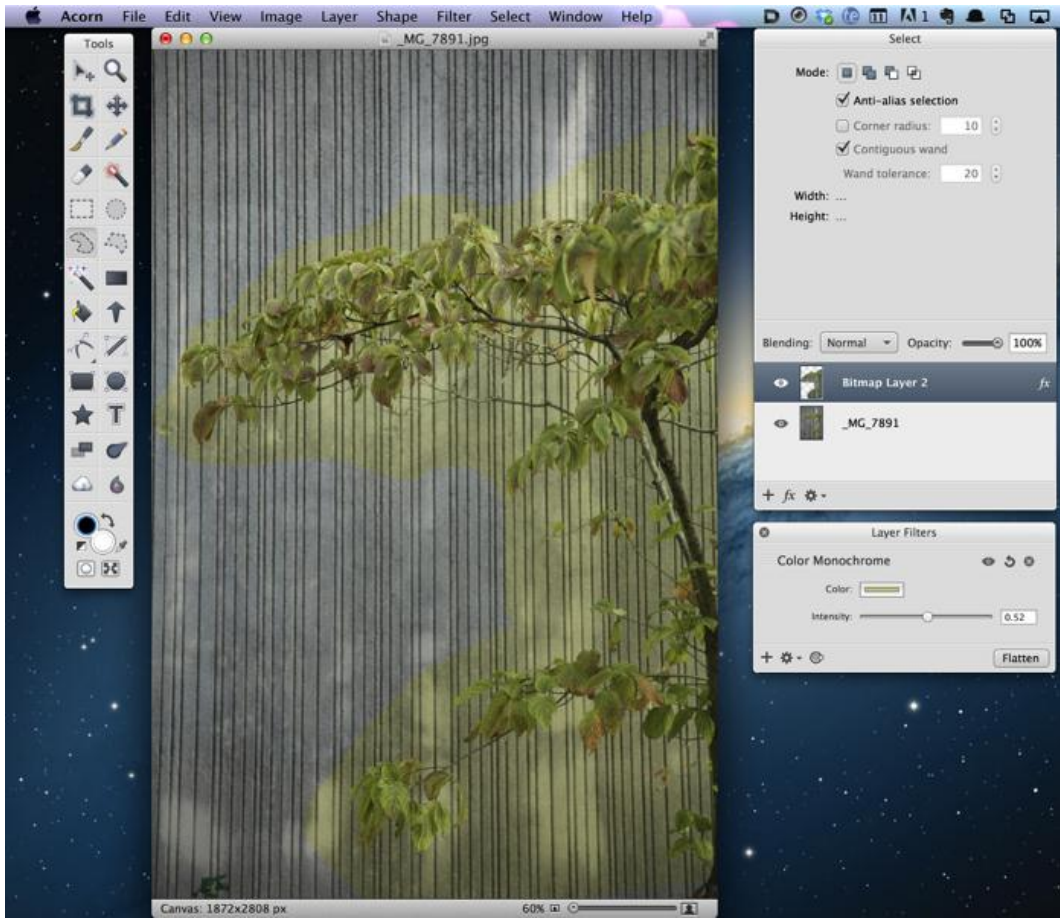 Acorn File Edit View Image Layer Shape Filter Select Window Help
1
Tools
_MG_7891.jpg
T
Canvas: 1872x2808 px
60%
Select
Mode:
Anti-alias selection
Corner radius: 10
Contiguous wand
Wand tolerance: 20
Width: ...
Height: ...
Blending: Normal Opacity: 100%
Bitmap Layer 2 fx
_MG_7891
+ fx
Layer Filters
Color Monochrome
Color:
Intensity: 0.52
+
Flatten